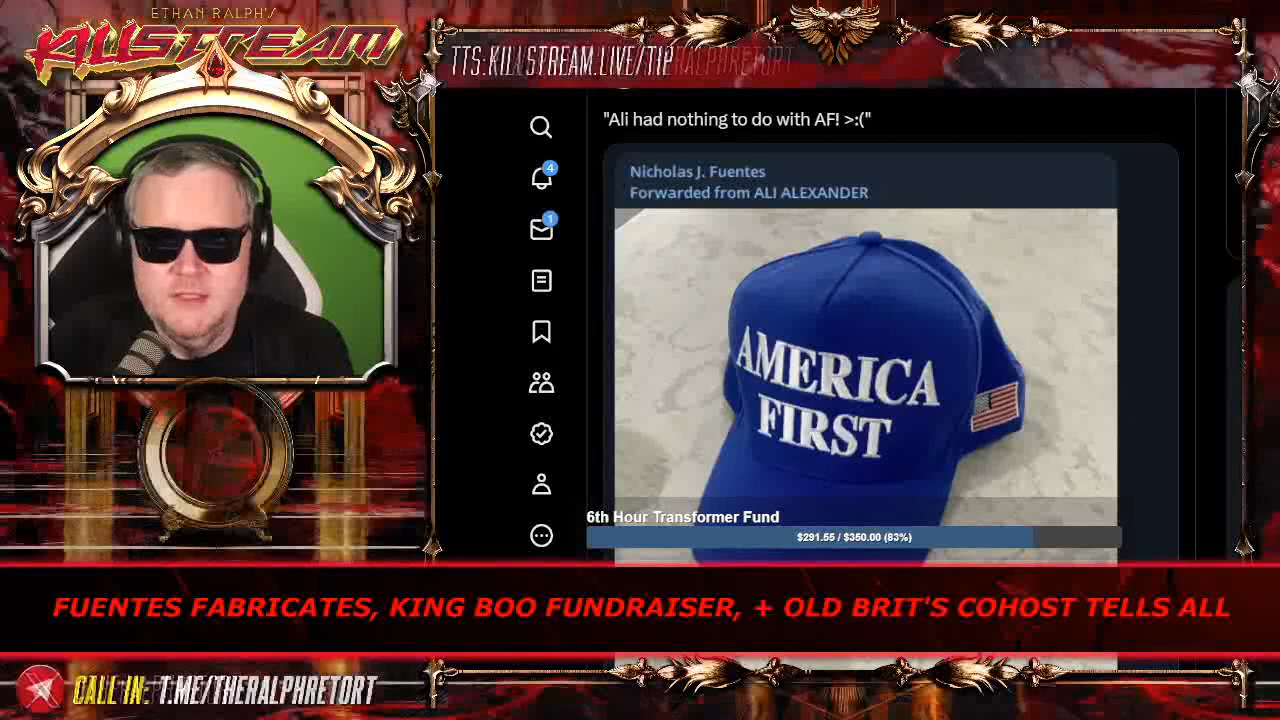 ETHAN RALPH'S
KILLSTREAM
TTS:KILLSTREAM.LIVE/TIP
"Ali had nothing to do with AF! >:("
4
1
Nicholas J. Fuentes
Forwarded from ALI ALEXANDER
AMERICA
FIRST
6th Hour Transformer Fund
$291.55 / $350.00 (83%)
FUENTES FABRICATES, KING BOO FUNDRAISER, + OLD BRIT'S COHOST TELLS ALL
CALL IN: T.ME/THERALPHRETORT